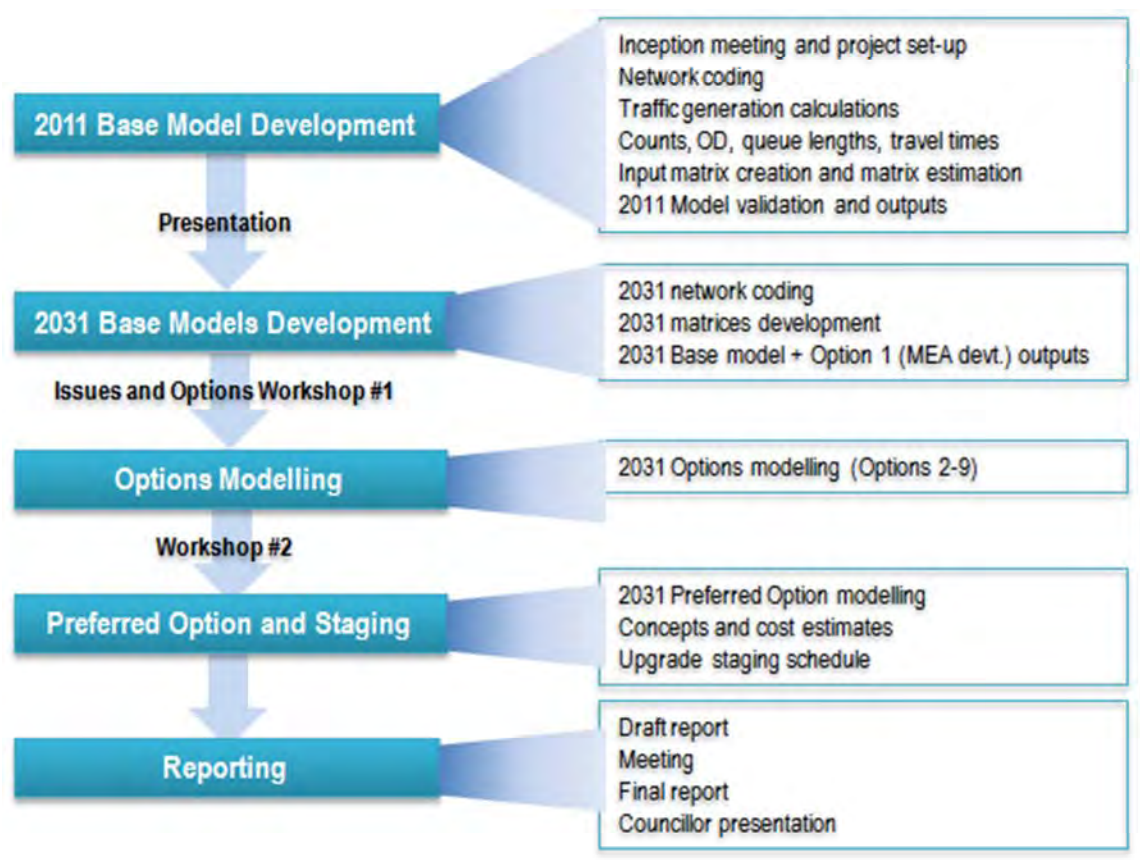 2011 Base Model Development
Inception meeting and project set-up
Network coding
Traffic generation calculations
Counts, OD, queue lengths, travel times
Input matrix creation and matrix estimation
2011 Model validation and outputs
Presentation
2031 Base Models Development
2031 network coding
2031 matrices development
2031 Base model + Option 1 (MEA devt.) outputs
Issues and Options Workshop #1
Options Modelling
2031 Options modelling (Options 2-9)
Workshop #2
Preferred Option and Staging
2031 Preferred Option modelling
Concepts and cost estimates
Upgrade staging schedule
Reporting
Draft report
Meeting
Final report
Councillor presentation